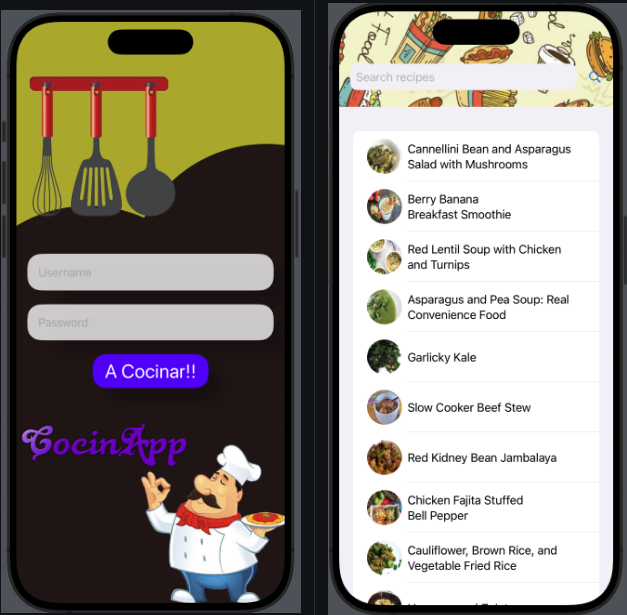 Username
Password
A Cocinar!!
CocinApp
Food
Search recipes
Cannellini Bean and Asparagus
Salad with Mushrooms
Berry Banana
Breakfast Smoothie
Red Lentil Soup with Chicken
and Turnips
Asparagus and Pea Soup: Real
Convenience Food
Garlicky Kale
Slow Cooker Beef Stew
Red Kidney Bean Jambalaya
Chicken Fajita Stuffed
Bell Pepper
Cauliflower, Brown Rice, and
Vegetable Fried Rice